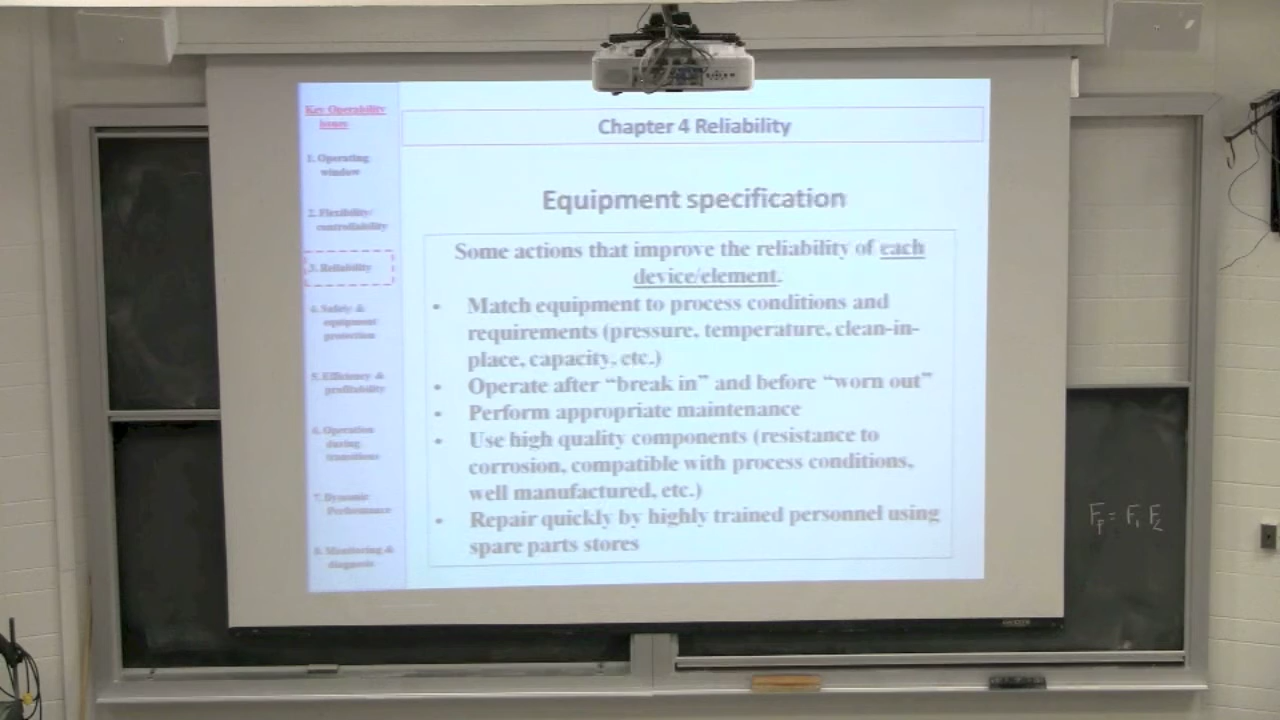 Key Operability
issues
1. Operating
window
2. Flexibility/
controllability
3. Reliability
4. Safety &
equipment
protection
5. Efficiency &
profitability
6. Operation
during
transitions
7. Dynamic
Performance
8. Monitoring &
diagnosis
Chapter 4 Reliability
Equipment specification
Some actions that improve the reliability of each
device/element.
• Match equipment to process conditions and
requirements (pressure, temperature, clean-in-
place, capacity, etc.)
• Operate after “break in” and before “worn out”
• Perform appropriate maintenance
• Use high quality components (resistance to
corrosion, compatible with process conditions,
well manufactured, etc.)
• Repair quickly by highly trained personnel using
spare parts stores
F_P = F_1 F_2